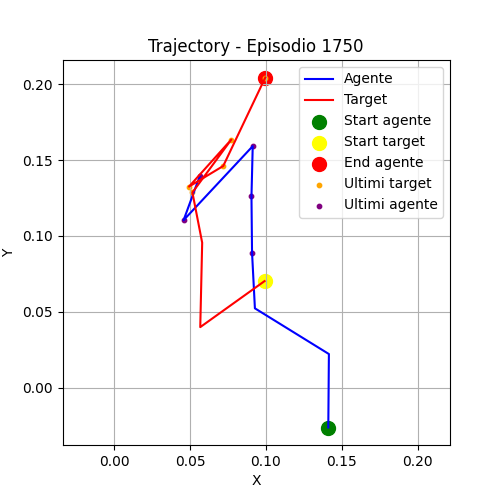 Trajectory - Episodio 1750
Agente
Target
Start agente
Start target
End agente
Ultimi target
Ultimi agente
0.20
0.15
0.10
0.05
0.00
Y
0.00 0.05 0.10 0.15 0.20
X